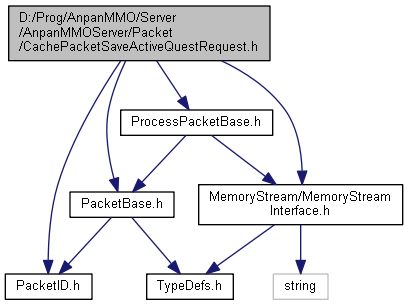 D:/Prog/AnpanMMO/Server
/AnpanMMOServer/Packet
/CachePacketSaveActiveQuestRequest.h
ProcessPacketBase.h
PacketBase.h
MemoryStream/MemoryStream
Interface.h
PacketID.h
TypeDefs.h
string